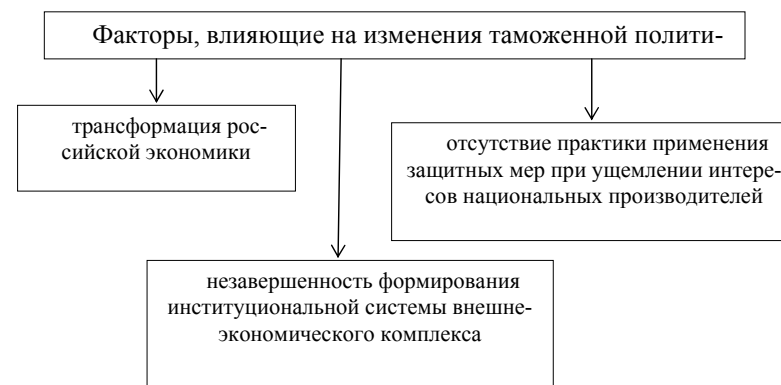 Факторы, влияющие на изменения таможенной полити-
трансформация рос-
сийской экономики
отсутствие практики применения
защитных мер при ущемлении интере-
сов национальных производителей
незавершенность формирования
институциональной системы внешне-
экономического комплекса